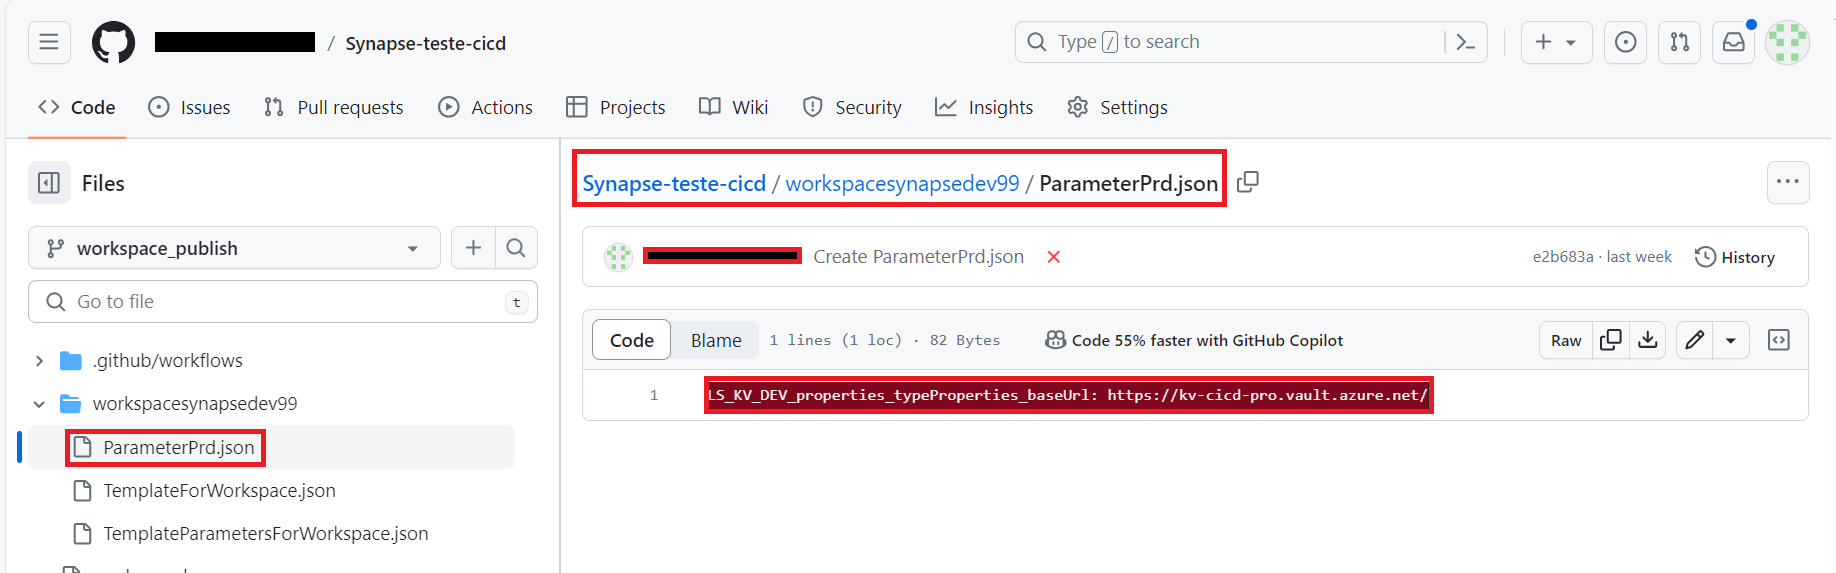 / Synapse-teste-cicd
Type / to search
Code Issues Pull requests Actions Projects Wiki Security Insights Settings
Files
workspace_publish
Go to file t
.github/workflows
workspacesynapsedev99
ParameterPrd.json
TemplateForWorkspace.json
TemplateParametersForWorkspace.json
Synapse-teste-cicd / workspacesynapsedev99 / ParameterPrd.json
Create ParameterPrd.json e2b683a · last week History
Code Blame 1 lines (1 loc) · 82 Bytes Code 55% faster with GitHub Copilot Raw
1 LS_KV_DEV_properties_typeProperties_baseUrl: https://kv-cicd-pro.vault.azure.net/